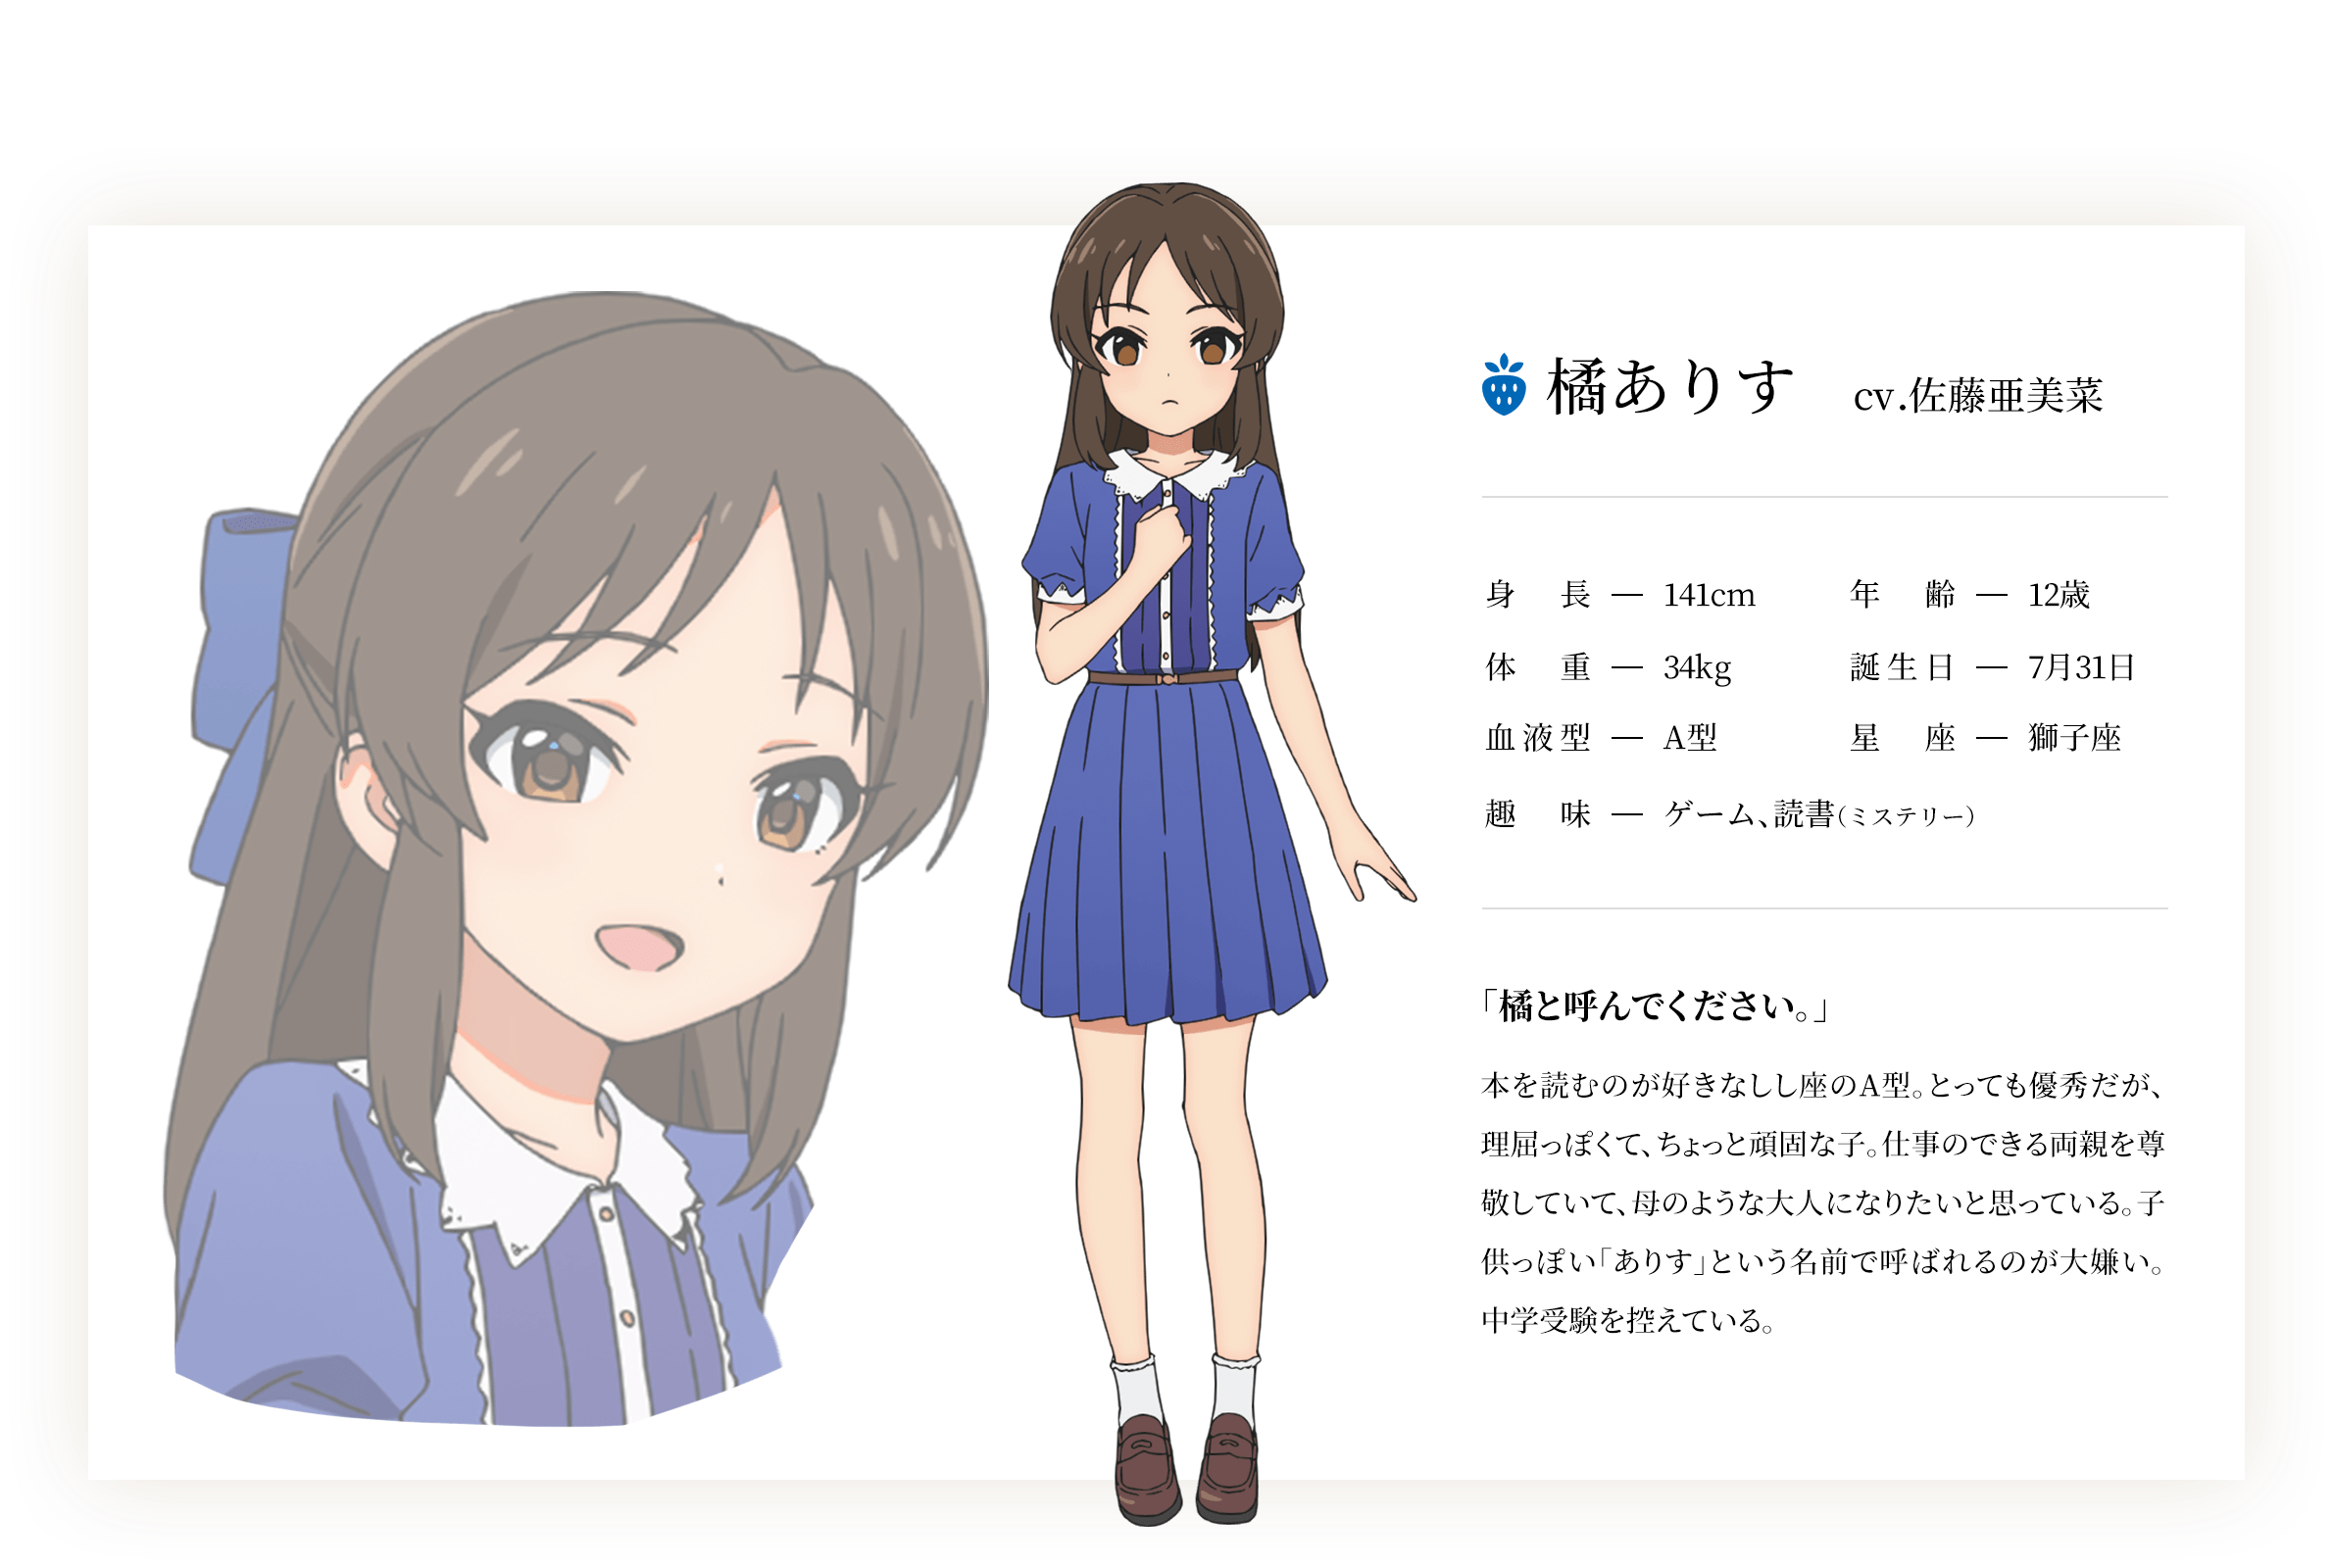 橘ありす cv.佐藤亜美菜
身長 — 141cm 年齢 — 12歳
体重 — 34kg 誕生日 — 7月31日
血液型 — A型 星座 — 獅子座
趣味 — ゲーム、読書（ミステリー）
「橘と呼んでください。」
本を読むのが好きなしし座のA型。とっても優秀だが、
理屈っぽくて、ちょっと頑固な子。仕事のできる両親を尊
敬していて、母のような大人になりたいと思っている。子
供っぽい「ありす」という名前で呼ばれるのが大嫌い。
中学受験を控えている。